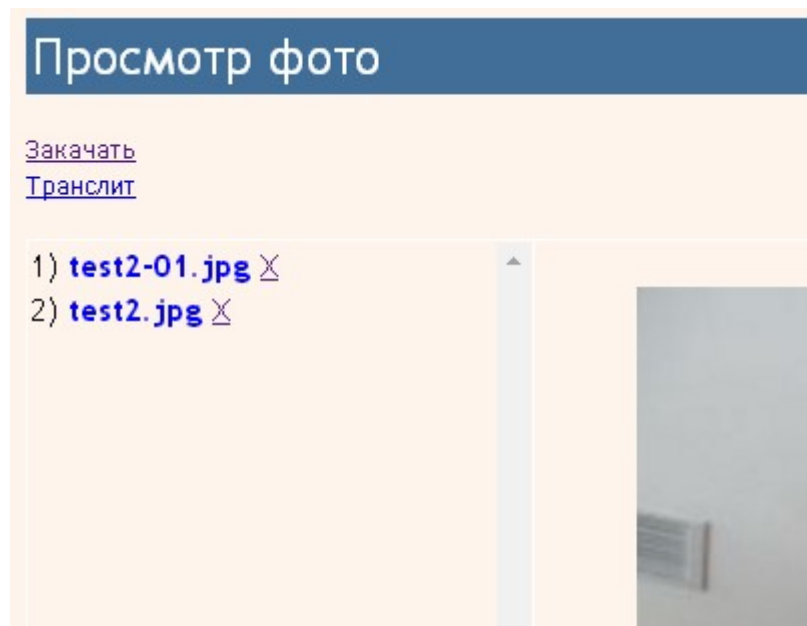 Просмотр фото
Закачать
Транслит
1) test2-01.jpg X
2) test2.jpg X